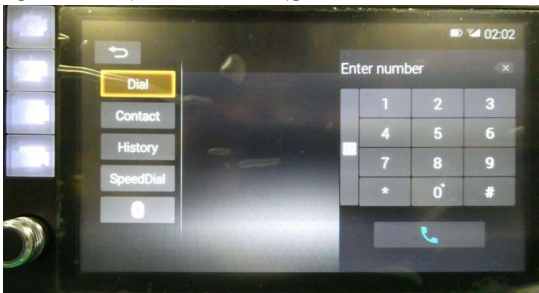 02:02
Enter number
Dial
Contact
History
SpeedDial
1 2 3
4 5 6
7 8 9
* 0 #